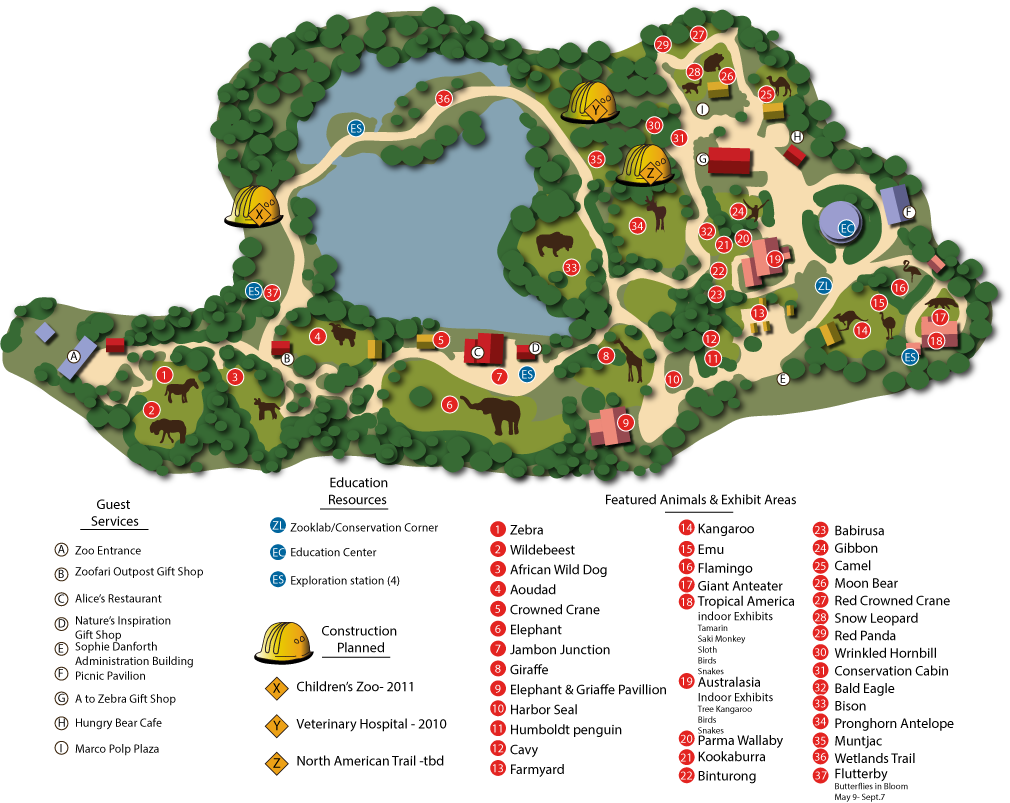 29
27
28
26
25
36
I
ES
Y
30
31
H
35
G
Z
X
24
F
34
32
20
EC
21
33
19
22
ES
37
23
ZL
16
15
13
17
4
14
5
12
18
A
B
C
D
8
11
ES
1
3
7
ES
10
E
2
6
9
Guest
Services
A Zoo Entrance
B Zoofari Outpost Gift Shop
C Alice's Restaurant
D Nature's Inspiration
Gift Shop
E Sophie Danforth
Administration Building
F Picnic Pavilion
G A to Zebra Gift Shop
H Hungry Bear Cafe
I Marco Polp Plaza
Education
Resources
ZL Zooklab/Conservation Corner
EC Education Center
ES Exploration station (4)
Construction
Planned
X Children's Zoo- 2011
Y Veterinary Hospital - 2010
Z North American Trail -tbd
Featured Animals & Exhibit Areas
1 Zebra
2 Wildebeest
3 African Wild Dog
4 Aoudad
5 Crowned Crane
6 Elephant
7 Jambon Junction
8 Giraffe
9 Elephant & Griaffe Pavillion
10 Harbor Seal
11 Humboldt penguin
12 Cavy
13 Farmyard
14 Kangaroo
15 Emu
16 Flamingo
17 Giant Anteater
18 Tropical America
indoor Exhibits
Tamarin
Saki Monkey
Sloth
Birds
Snakes
19 Australasia
Indoor Exhibits
Tree Kangaroo
Birds
Snakes
20 Parma Wallaby
21 Kookaburra
22 Binturong
23 Babirusa
24 Gibbon
25 Camel
26 Moon Bear
27 Red Crowned Crane
28 Snow Leopard
29 Red Panda
30 Wrinkled Hornbill
31 Conservation Cabin
32 Bald Eagle
33 Bison
34 Pronghorn Antelope
35 Muntjac
36 Wetlands Trail
37 Flutterby
Butterflies in Bloom
May 9- Sept.7